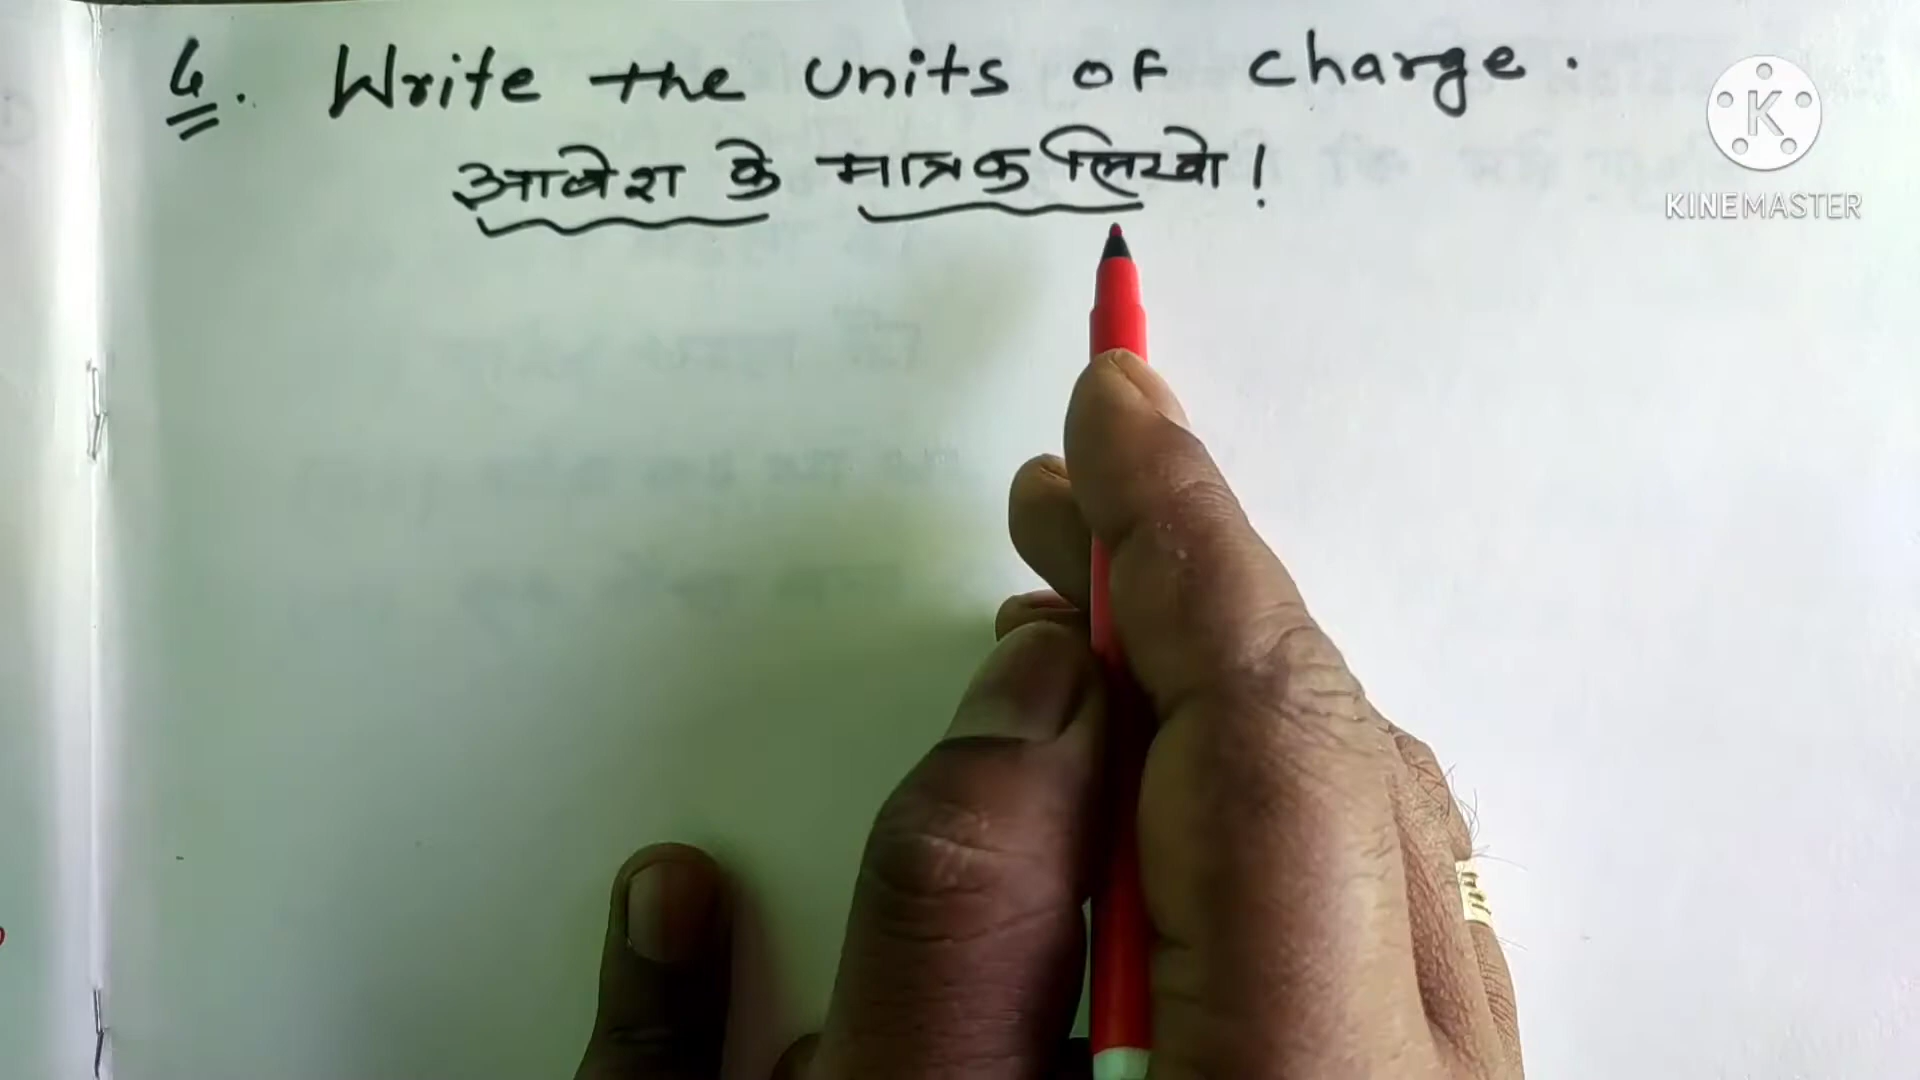 4. Write the units of charge.
आवेश के मात्रक लिखो!
K
KINEMASTER